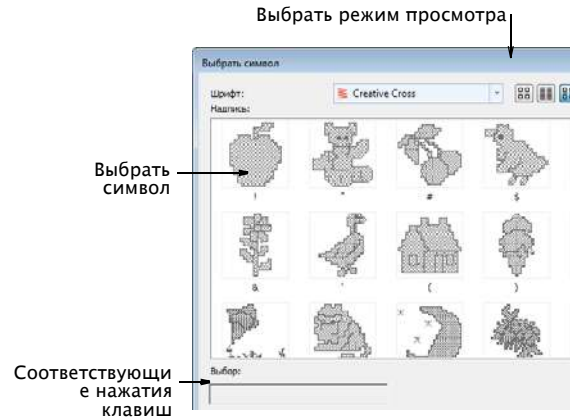 Выбрать режим просмотра
Выбрать символ
Шрифт:
Creative Cross
Надпись:
Выбрать
символ
! " # $
& ' ( )
Выбор:
Соответствующи
е нажатия
клавиш